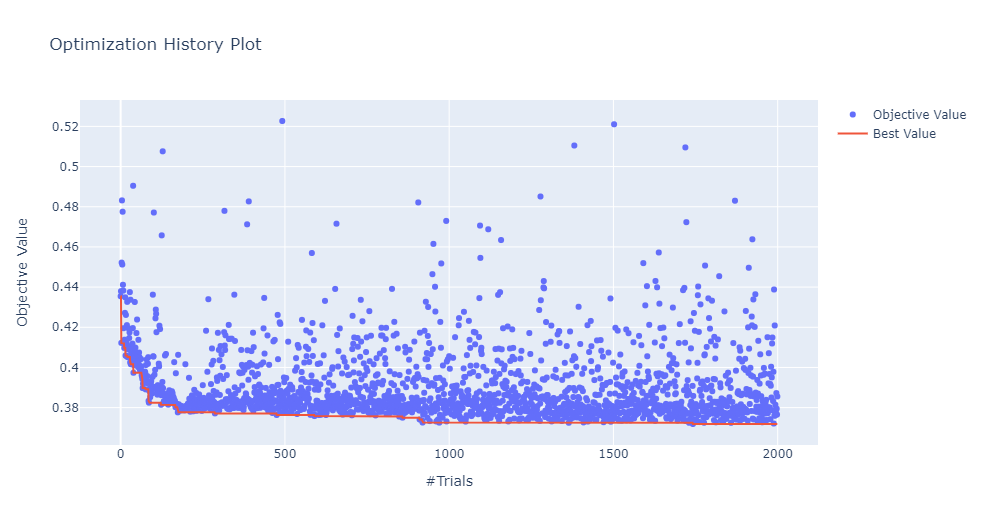 Optimization History Plot
Objective Value
Best Value
0.52
0.5
0.48
0.46
0.44
0.42
0.4
0.38
Objective Value
0
500
1000
1500
2000
#Trials